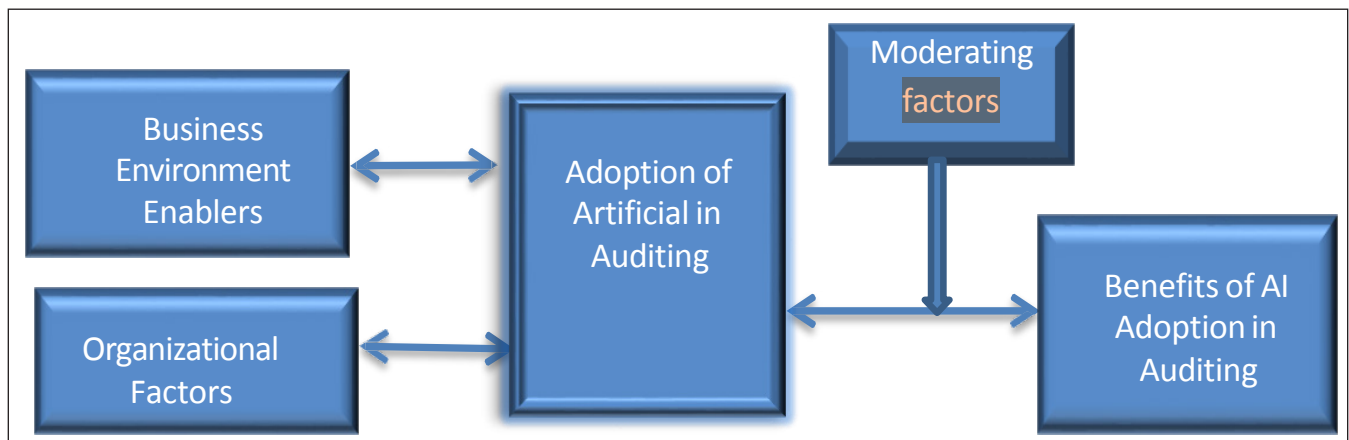 Business
Environment
Enablers
Organizational
Factors
Adoption of
Artificial in
Auditing
Moderating
factors
Benefits of AI
Adoption in
Auditing